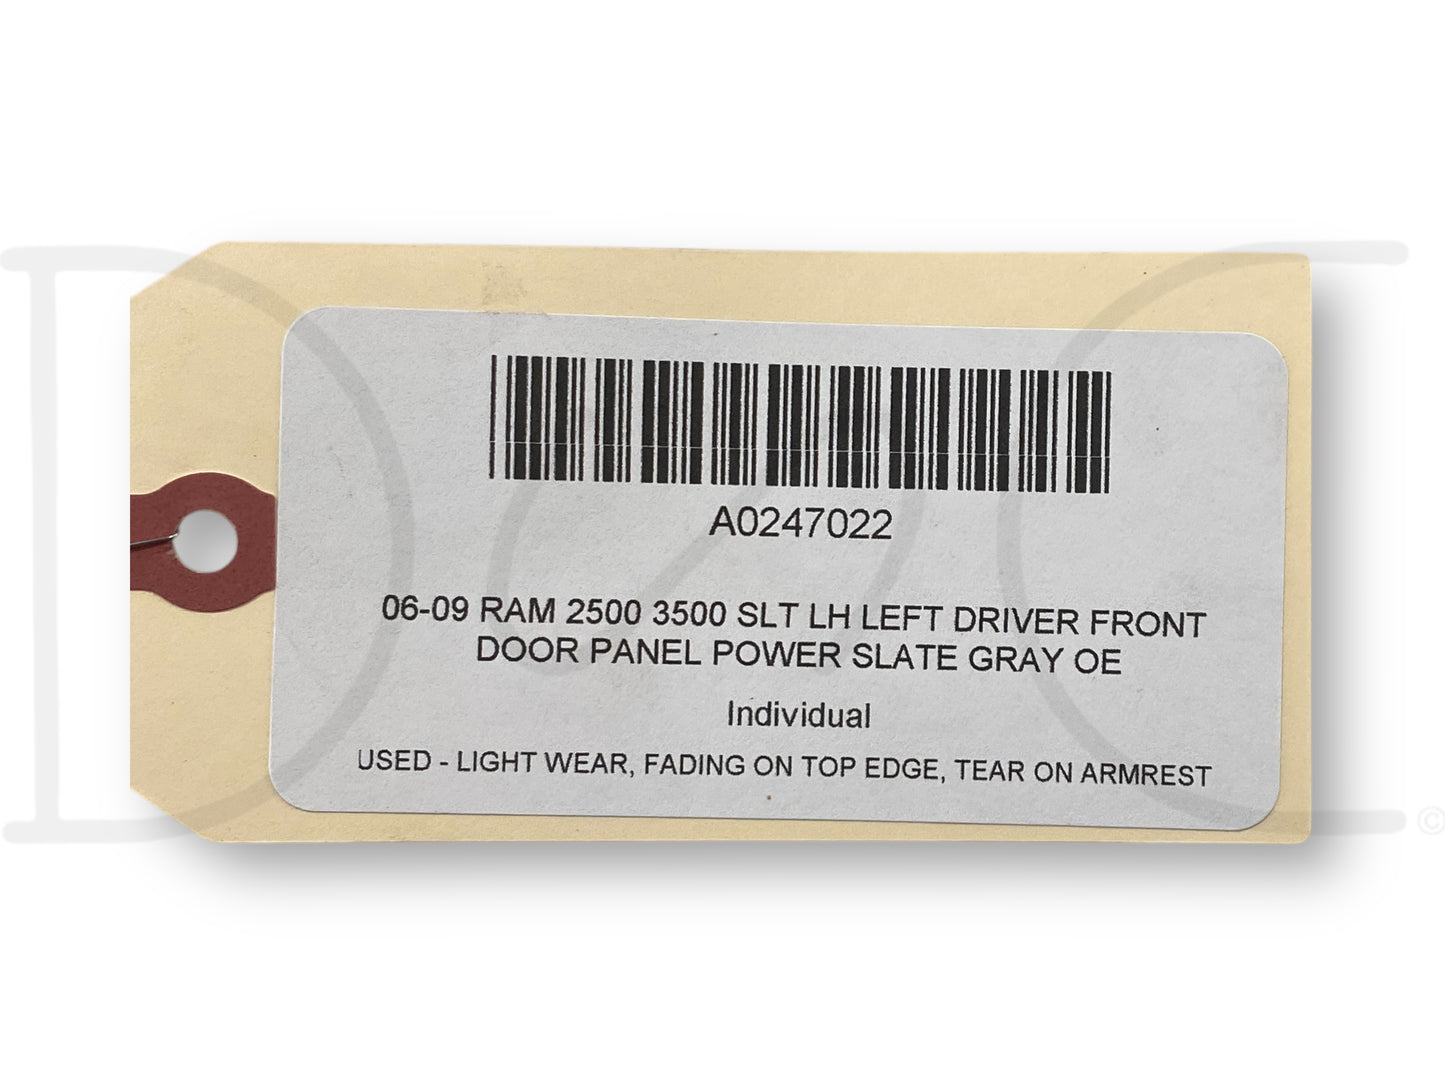 A0247022
06-09 RAM 2500 3500 SLT LH LEFT DRIVER FRONT
DOOR PANEL POWER SLATE GRAY OE
Individual
USED - LIGHT WEAR, FADING ON TOP EDGE, TEAR ON ARMREST
©